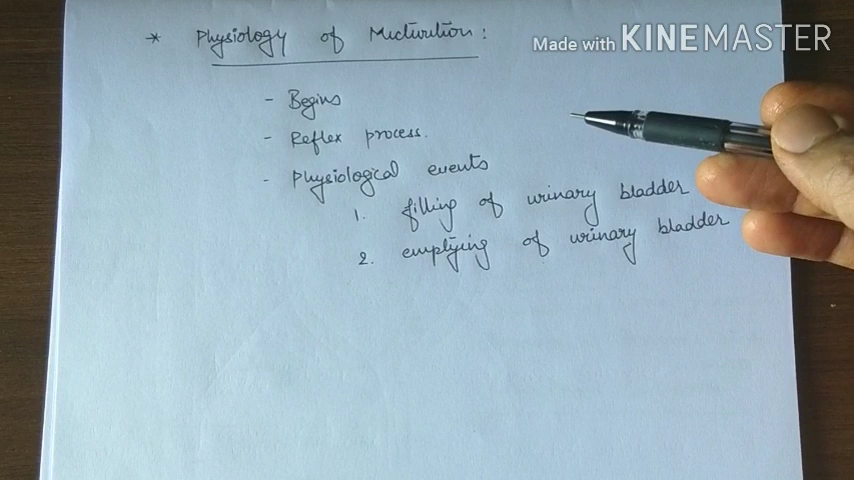 Made with KINEMASTER
* Physiology of Micturition:
- Begins
- Reflex process.
- Physiological events
1. filling of urinary bladder
2. emptying of urinary bladder